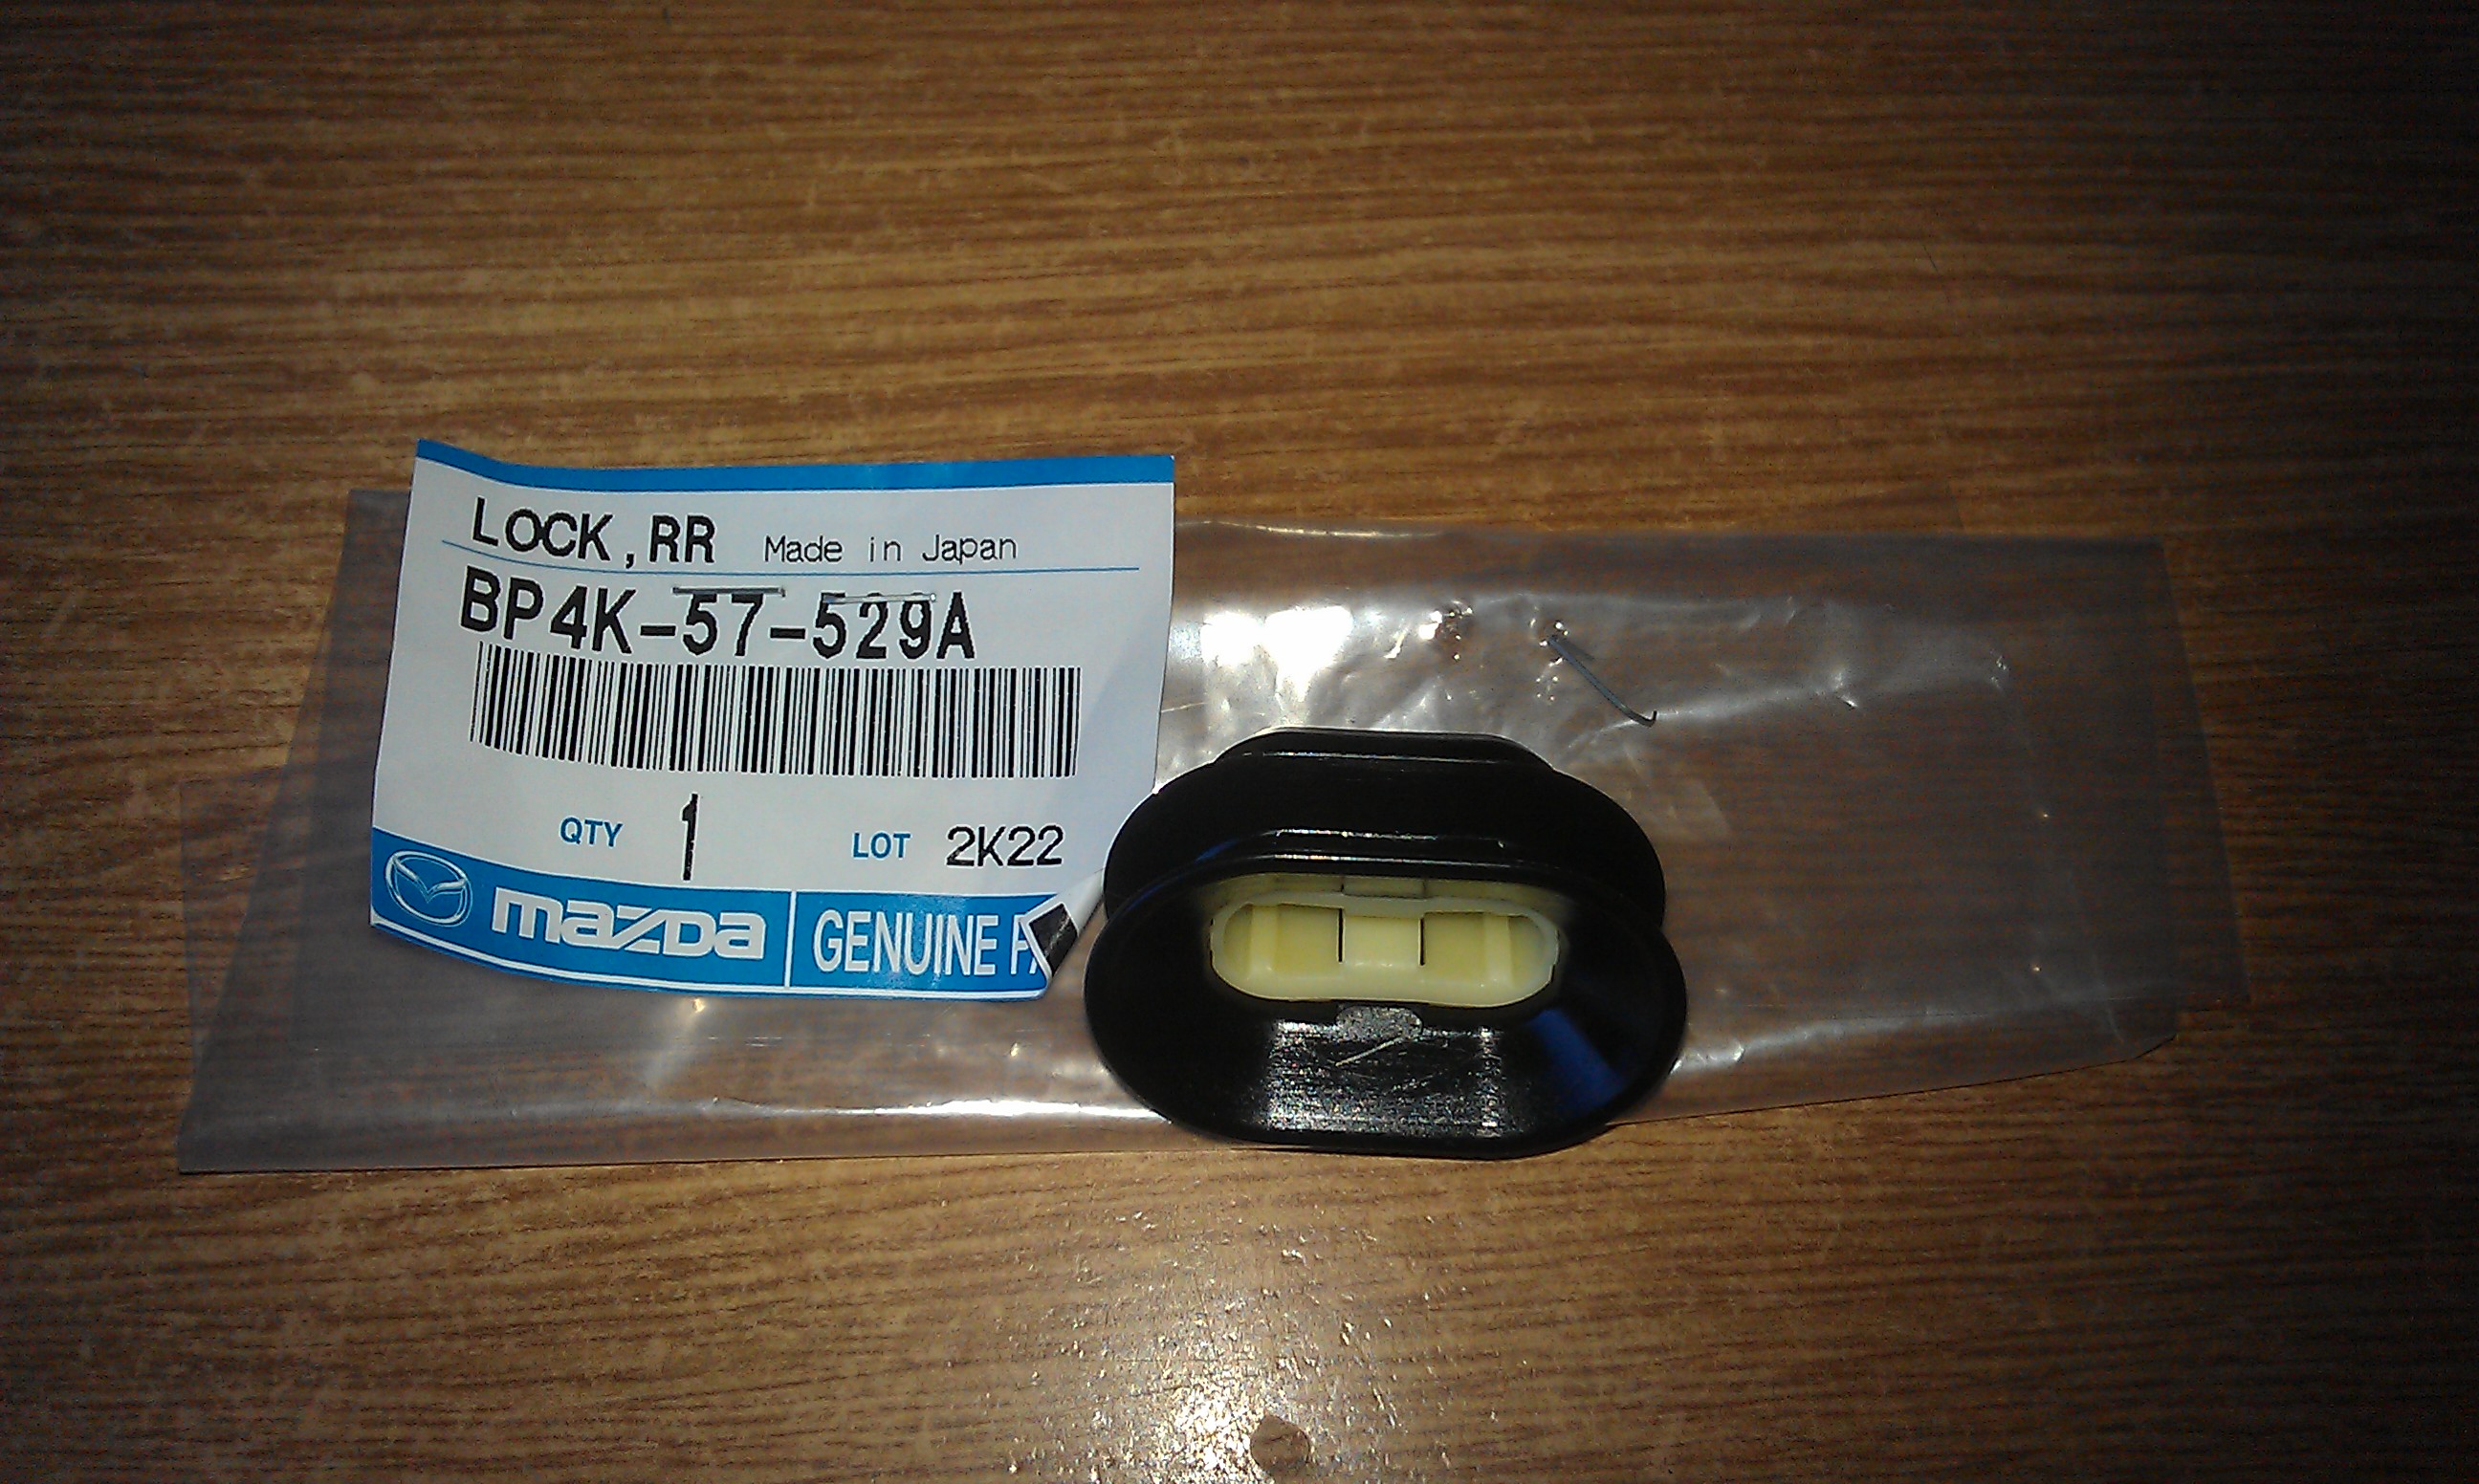 LOCK,RR Made in Japan
BP4K-57-529A
QTY 1 LOT 2K22
mazda GENUINE